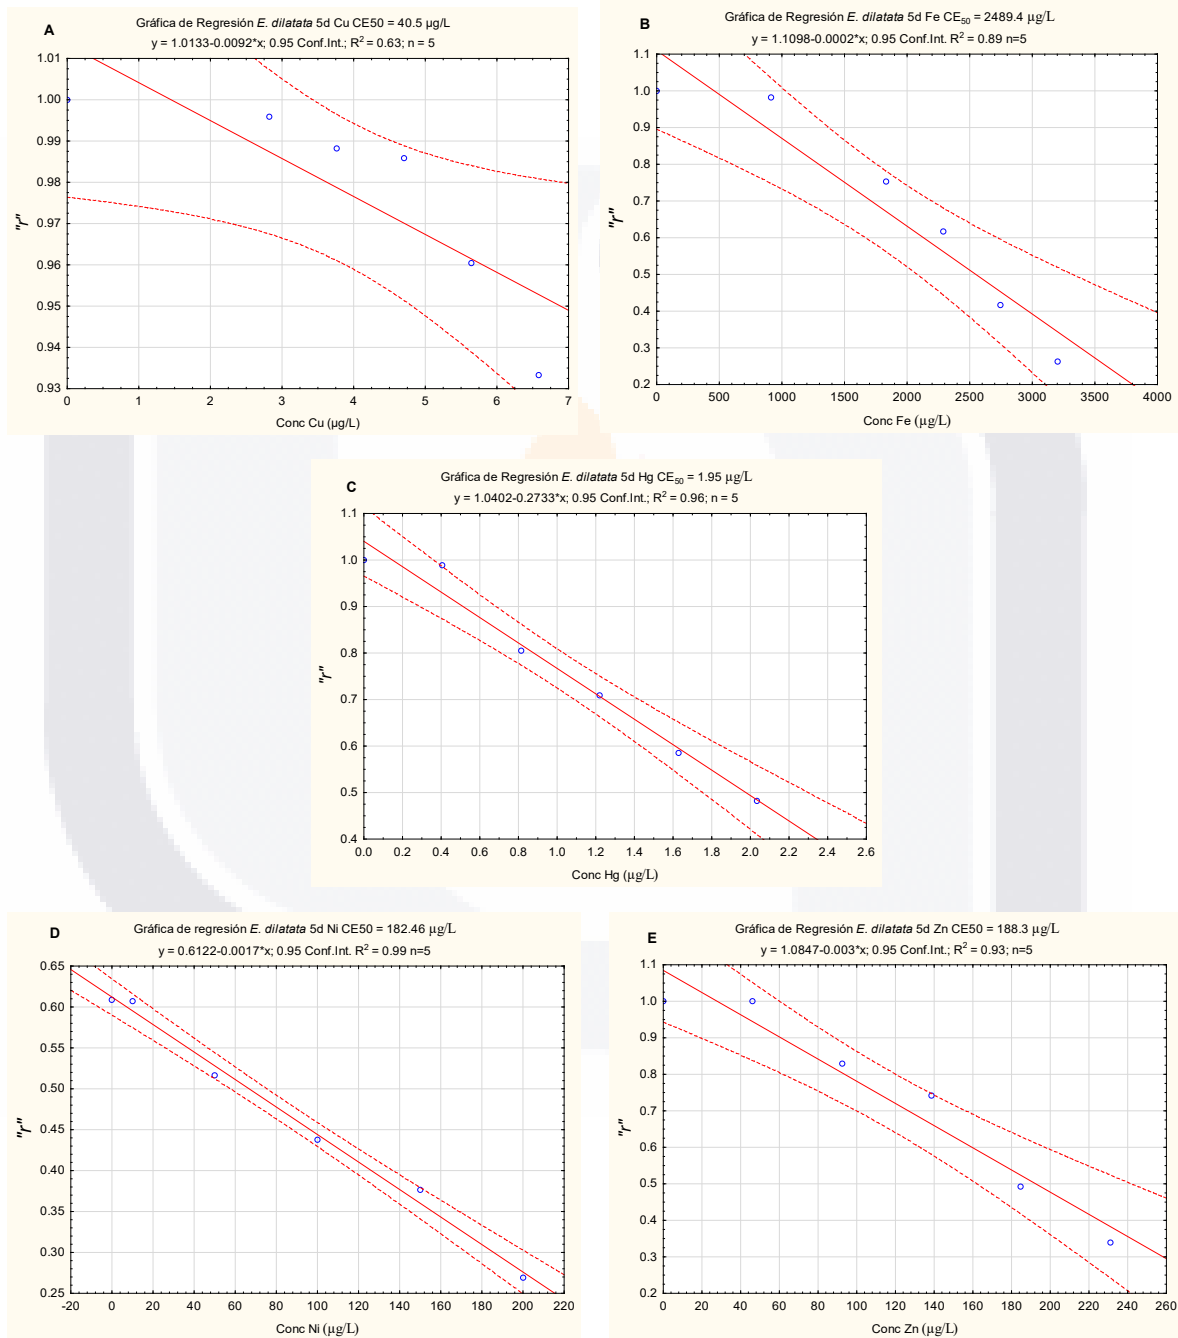 A
Gráfica de Regresión E. dilatata 5d Cu CE50 = 40.5 µg/L
y = 1.0133-0.0092*x; 0.95 Conf.Int.; R² = 0.63; n = 5
1.01
1.00
0.99
0.98
0.97
0.96
0.95
0.94
0.93
"r"
0 1 2 3 4 5 6 7
Conc Cu (µg/L)
B
Gráfica de Regresión E. dilatata 5d Fe CE₅₀ = 2489.4 µg/L
y = 1.1098-0.0002*x; 0.95 Conf.Int. R² = 0.89 n=5
1.1
1.0
0.9
0.8
0.7
0.6
0.5
0.4
0.3
0.2
"r"
0 500 1000 1500 2000 2500 3000 3500 4000
Conc Fe (µg/L)
C
Gráfica de Regresión E. dilatata 5d Hg CE₅₀ = 1.95 µg/L
y = 1.0402-0.2733*x; 0.95 Conf.Int.; R² = 0.96; n = 5
1.1
1.0
0.9
0.8
0.7
0.6
0.5
0.4
"r"
0.0 0.2 0.4 0.6 0.8 1.0 1.2 1.4 1.6 1.8 2.0 2.2 2.4 2.6
Conc Hg (µg/L)
D
Gráfica de regresión E. dilatata 5d Ni CE50 = 182.46 µg/L
y = 0.6122-0.0017*x; 0.95 Conf.Int. R² = 0.99 n=5
0.65
0.60
0.55
0.50
0.45
0.40
0.35
0.30
0.25
"r"
-20 0 20 40 60 80 100 120 140 160 180 200 220
Conc Ni (µg/L)
E
Gráfica de Regresión E. dilatata 5d Zn CE50 = 188.3 µg/L
y = 1.0847-0.003*x; 0.95 Conf.Int.; R² = 0.93; n=5
1.1
1.0
0.9
0.8
0.7
0.6
0.5
0.4
0.3
0.2
"r"
0 20 40 60 80 100 120 140 160 180 200 220 240 260
Conc Zn (µg/L)